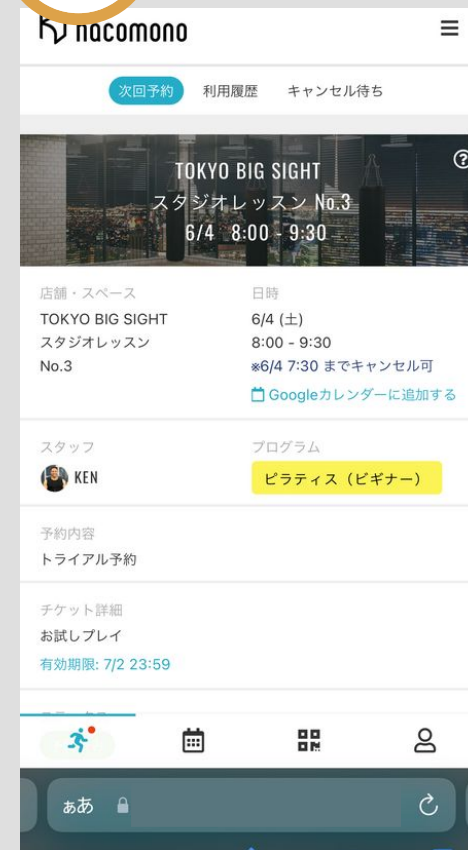 nacomono
次回予約 利用履歴 キャンセル待ち
TOKYO BIG SIGHT
スタジオレッスン No.3
6/4 8:00 - 9:30
店舗・スペース
TOKYO BIG SIGHT
スタジオレッスン
No.3
日時
6/4 (土)
8:00 - 9:30
※6/4 7:30 までキャンセル可
Googleカレンダーに追加する
スタッフ
KEN
プログラム
ピラティス（ビギナー）
予約内容
トライアル予約
チケット詳細
お試しプレイ
有効期限: 7/2 23:59
ああ